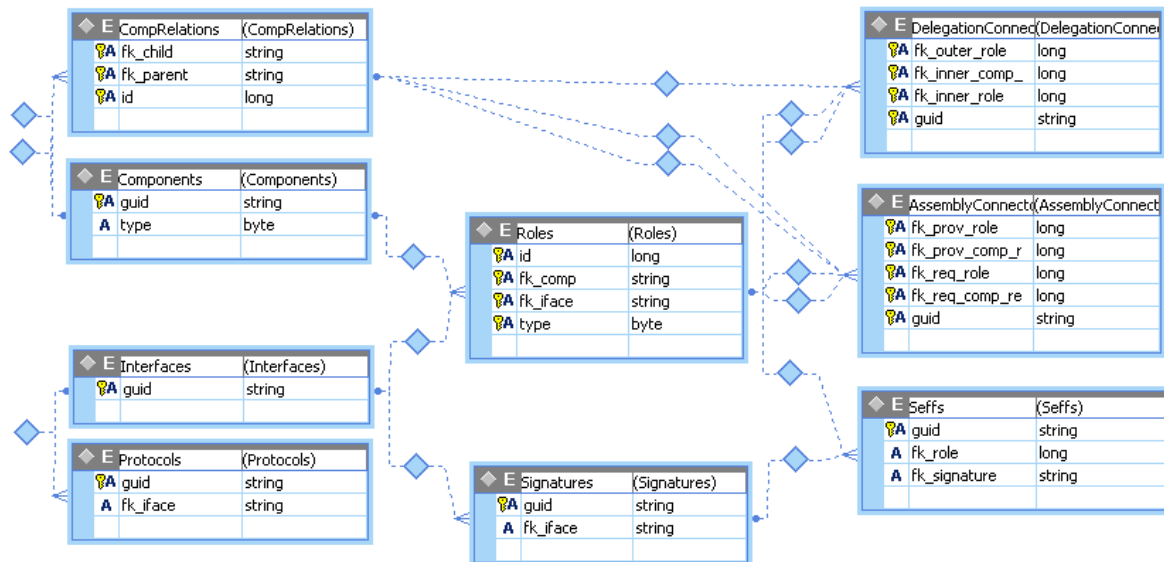 E CompRelations (CompRelations)
A fk_child string
A fk_parent string
A id long
E Components (Components)
A guid string
A type byte
E Interfaces (Interfaces)
A guid string
E Protocols (Protocols)
A guid string
A fk_iface string
E Roles (Roles)
A id long
A fk_comp string
A fk_iface string
A type byte
E Signatures (Signatures)
A guid string
A fk_iface string
E DelegationConnec (DelegationConne
A fk_outer_role long
A fk_inner_comp_ long
A fk_inner_role long
A guid string
E AssemblyConnecto (AssemblyConnect
A fk_prov_role long
A fk_prov_comp_r long
A fk_req_role long
A fk_req_comp_re long
A guid string
E Seffs (Seffs)
A guid string
A fk_role long
A fk_signature string